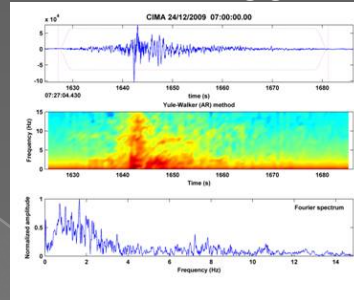 CIMA 24/12/2009 07:00:00.00
x 10
5
0
-5
-10
1630 1640 1650 1660 1670 1680
time (s)
07:27:04.430
Yule-Walker (AR) method
Frequency (Hz)
15
10
5
0
1630 1640 1650 1660 1670 1680
Time (s)
Normalized amplitude
1
0.5
0
Fourier spectrum
0 2 4 6 8 10 12 14
Frequency (Hz)